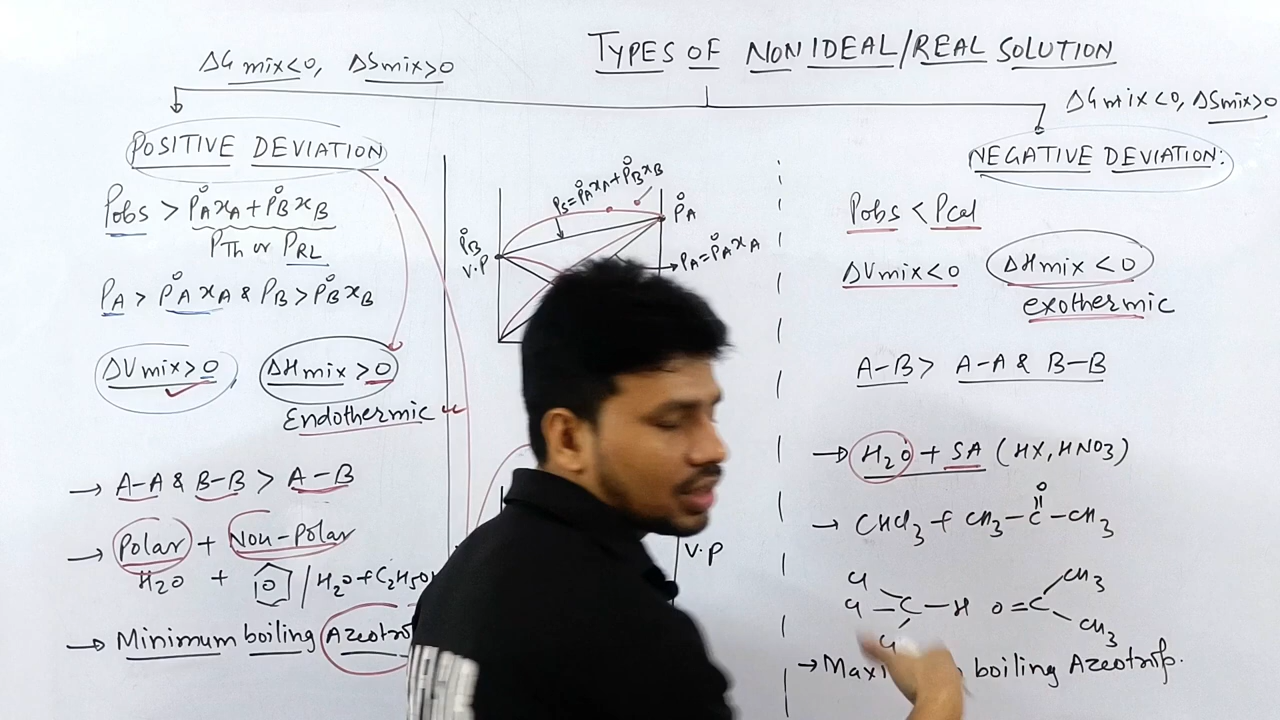 TYPES OF NON IDEAL/REAL SOLUTION
ΔG mix<0, ΔSmix>0
ΔG mix<0, ΔSmix>0
POSITIVE DEVIATION
Pobs > P°A xA + P°B xB
PTh or PRL
PA > P°A xA & PB > P°B xB
ΔVmix>0 ΔHmix>0
Endothermic
→ A-A & B-B > A-B
→ Polar + Non-Polar
H2O + / H2O + C2H5O
→ Minimum boiling
Ps = P°A xA + P°B xB
P°A
P°B
V.P
PA = P°A xA
V.P
NEGATIVE DEVIATION.
Pobs < Pcal
ΔVmix<0 ΔHmix<0
exothermic
A-B > A-A & B-B
→ H2O + SA (HX, HNO3)
O
→ CHCl3 + CH3-C-CH3
Cl CH3
Cl -C-H O=C
Cl CH3
→ boiling Azeotrop.